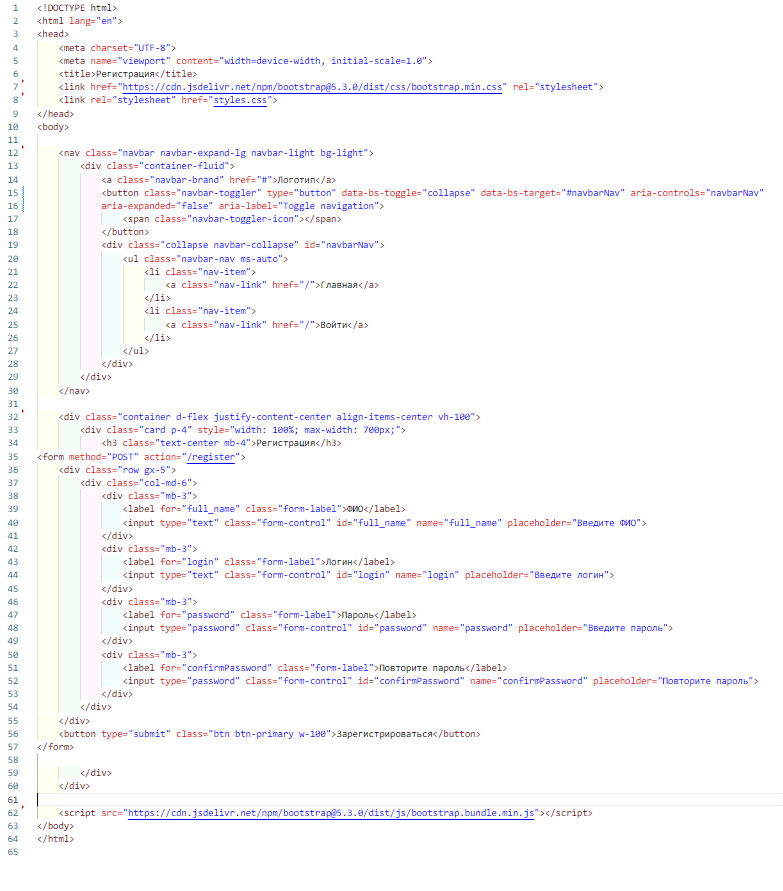 1 <!DOCTYPE html>
2 <html lang="en">
3 <head>
4 <meta charset="UTF-8">
5 <meta name="viewport" content="width=device-width, initial-scale=1.0">
6 <title>Регистрация</title>
7 <link href="https://cdn.jsdelivr.net/npm/bootstrap@5.3.0/dist/css/bootstrap.min.css" rel="stylesheet">
8 <link rel="stylesheet" href="styles.css">
9 </head>
10 <body>
11
12 <nav class="navbar navbar-expand-lg navbar-light bg-light">
13 <div class="container-fluid">
14 <a class="navbar-brand" href="#">Логотип</a>
15 <button class="navbar-toggler" type="button" data-bs-toggle="collapse" data-bs-target="#navbarNav" aria-controls="navbarNav"
16 aria-expanded="false" aria-label="Toggle navigation">
17 <span class="navbar-toggler-icon"></span>
18 </button>
19 <div class="collapse navbar-collapse" id="navbarNav">
20 <ul class="navbar-nav ms-auto">
21 <li class="nav-item">
22 <a class="nav-link" href="/">Главная</a>
23 </li>
24 <li class="nav-item">
25 <a class="nav-link" href="/">Войти</a>
26 </li>
27 </ul>
28 </div>
29 </div>
30 </nav>
31
32 <div class="container d-flex justify-content-center align-items-center vh-100">
33 <div class="card p-4" style="width: 100%; max-width: 700px;">
34 <h3 class="text-center mb-4">Регистрация</h3>
35 <form method="POST" action="/register">
36 <div class="row gx-5">
37 <div class="col-md-6">
38 <div class="mb-3">
39 <label for="full_name" class="form-label">ФИО</label>
40 <input type="text" class="form-control" id="full_name" name="full_name" placeholder="Введите ФИО">
41 </div>
42 <div class="mb-3">
43 <label for="login" class="form-label">Логин</label>
44 <input type="text" class="form-control" id="login" name="login" placeholder="Введите логин">
45 </div>
46 <div class="mb-3">
47 <label for="password" class="form-label">Пароль</label>
48 <input type="password" class="form-control" id="password" name="password" placeholder="Введите пароль">
49 </div>
50 <div class="mb-3">
51 <label for="confirmPassword" class="form-label">Повторите пароль</label>
52 <input type="password" class="form-control" id="confirmPassword" name="confirmPassword" placeholder="Повторите пароль">
53 </div>
54 </div>
55 </div>
56 <button type="submit" class="btn btn-primary w-100">Зарегистрироваться</button>
57 </form>
58
59 </div>
60 </div>
61
62 <script src="https://cdn.jsdelivr.net/npm/bootstrap@5.3.0/dist/js/bootstrap.bundle.min.js"></script>
63 </body>
64 </html>
65